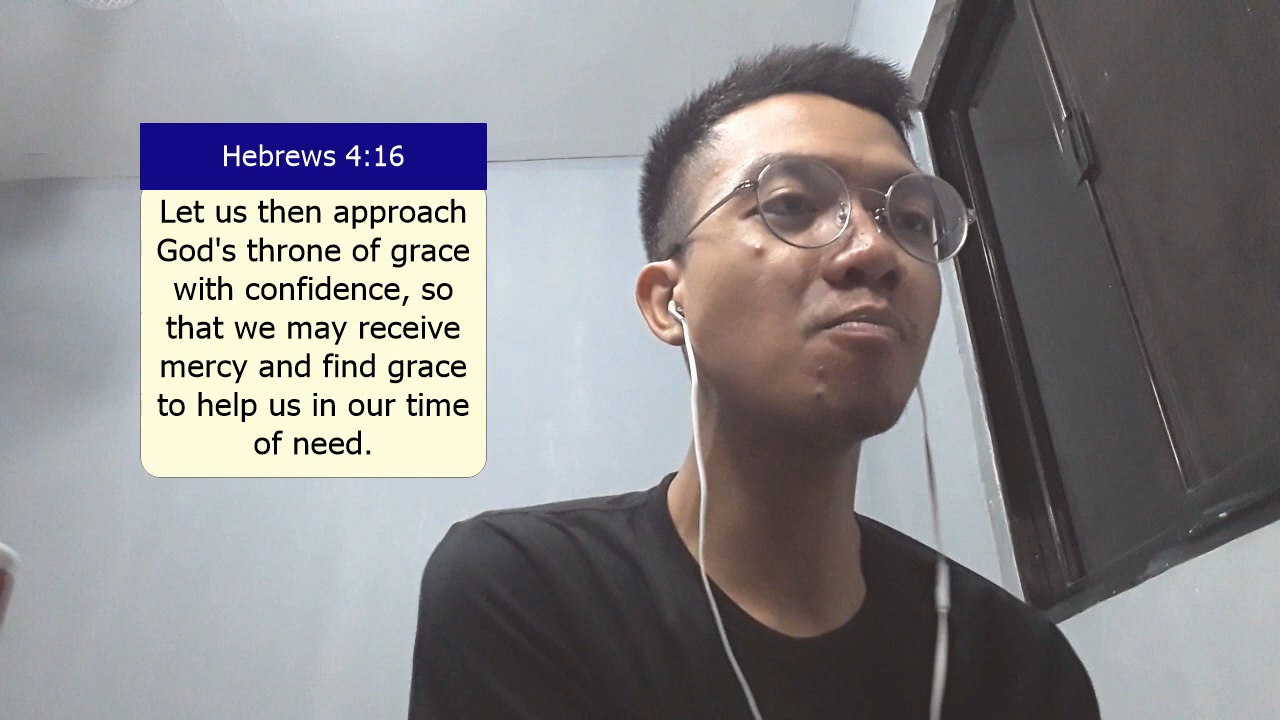 Hebrews 4:16
Let us then approach
God's throne of grace
with confidence, so
that we may receive
mercy and find grace
to help us in our time
of need.